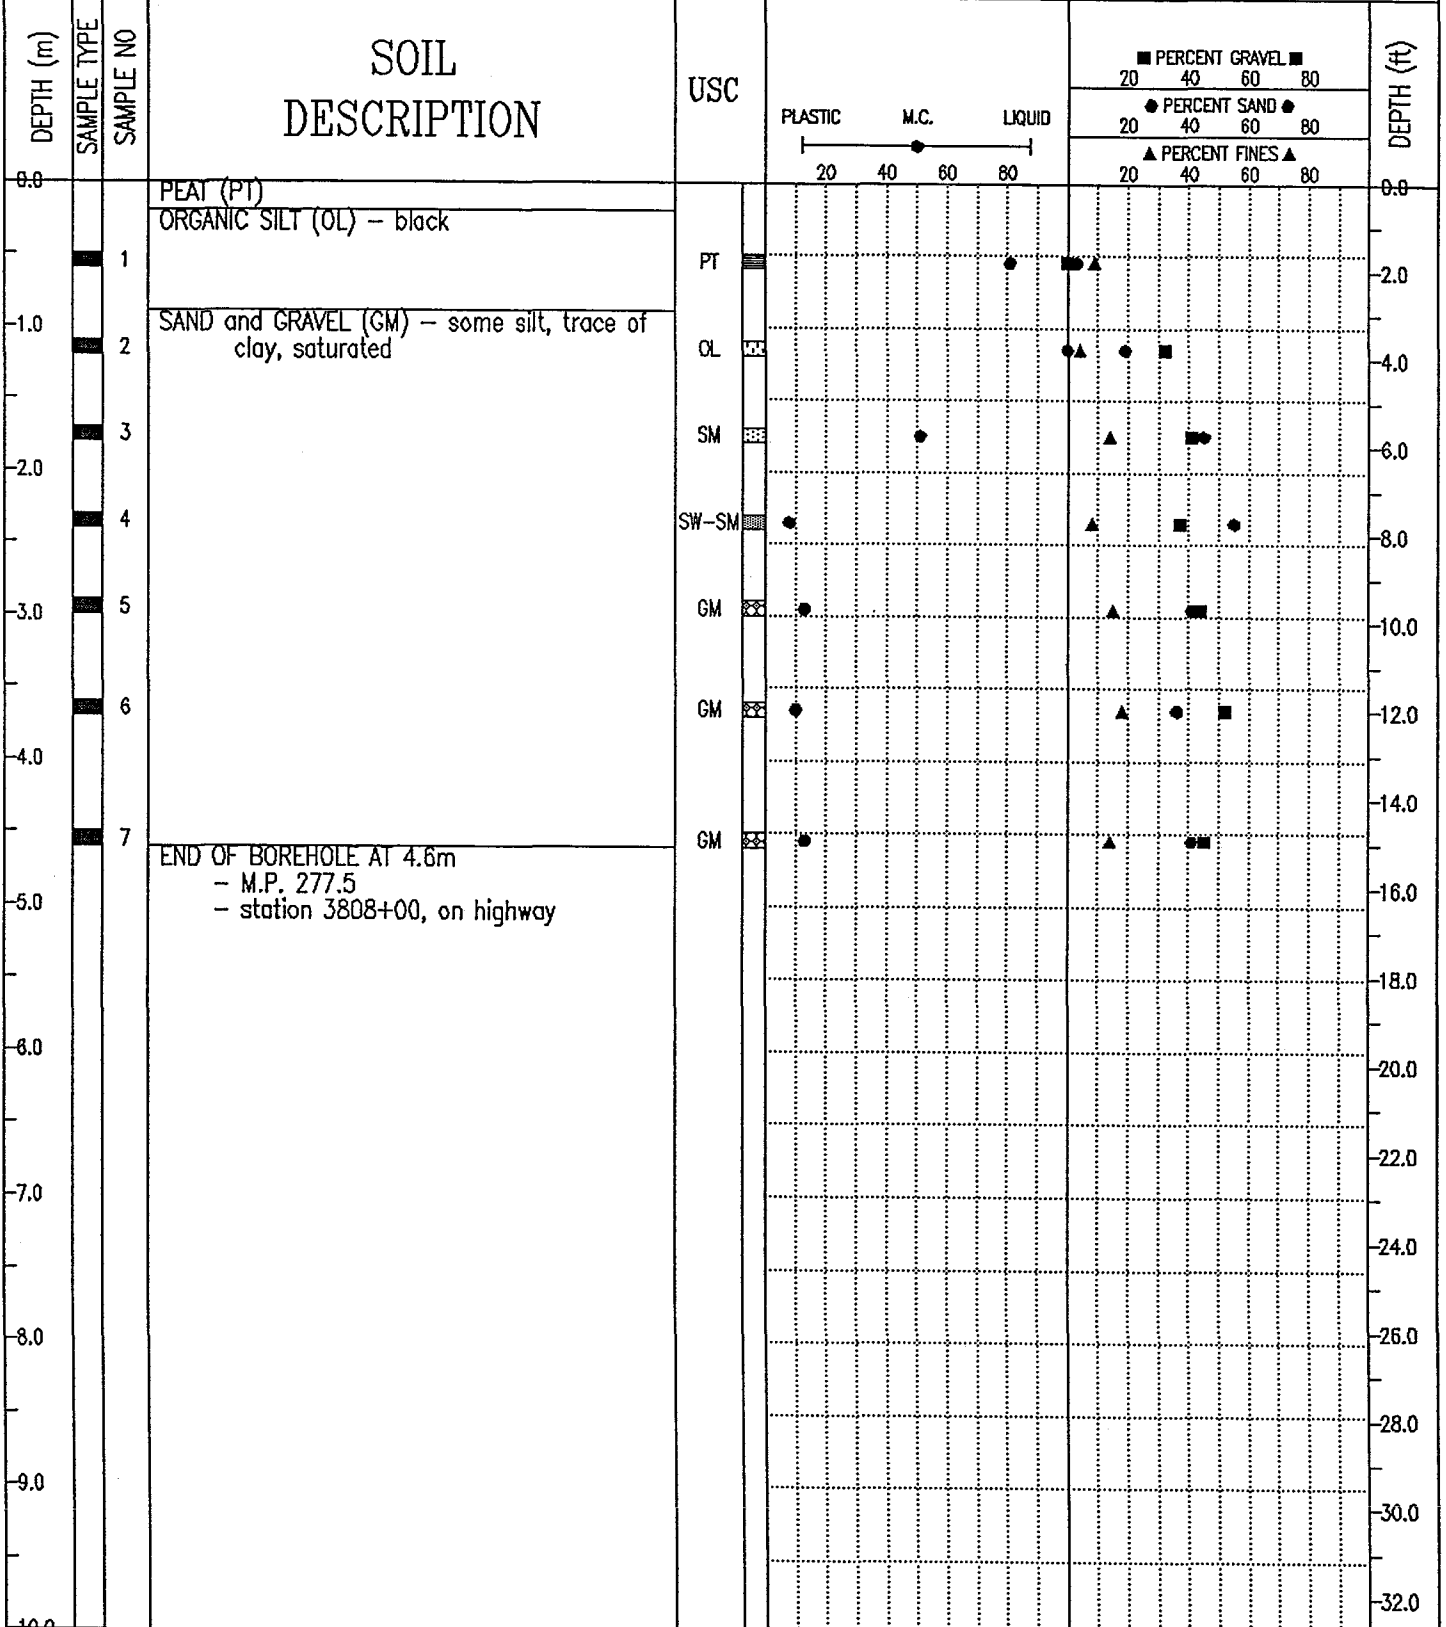 DEPTH (m)
SAMPLE TYPE
SAMPLE NO
SOIL
DESCRIPTION
USC
PLASTIC M.C. LIQUID
20 40 60 80
■ PERCENT GRAVEL ■
20 40 60 80
● PERCENT SAND ●
20 40 60 80
▲ PERCENT FINES ▲
20 40 60 80
DEPTH (ft)
0.0
PEAT (PT)
0.0
ORGANIC SILT (OL) – black
1
PT
2.0
1.0
SAND and GRAVEL (GM) – some silt, trace of
clay, saturated
2
OL
4.0
3
SM
6.0
2.0
4
SW-SM
8.0
3.0
5
GM
10.0
6
GM
12.0
4.0
14.0
7
GM
END OF BOREHOLE AT 4.6m
– M.P. 277.5
– station 3808+00, on highway
5.0
16.0
18.0
6.0
20.0
22.0
7.0
24.0
8.0
26.0
28.0
9.0
30.0
32.0